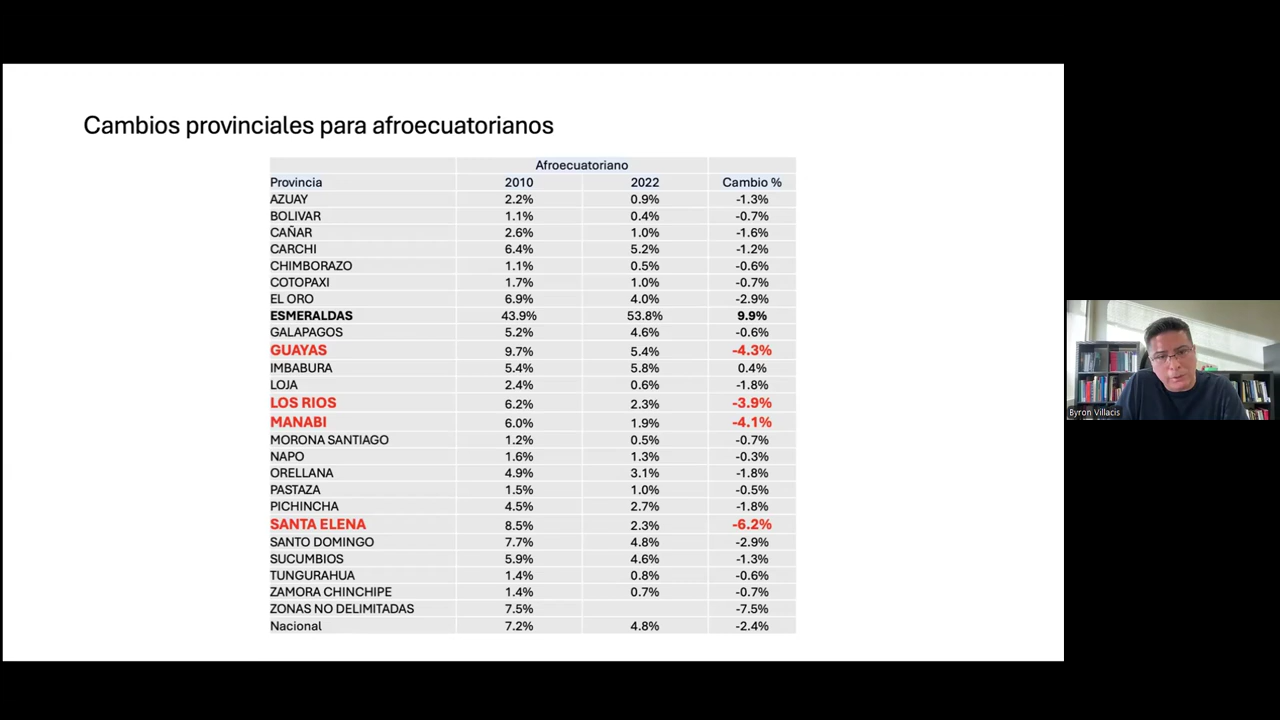 Cambios provinciales para afroecuatorianos
Afroecuatoriano
Provincia 2010 2022 Cambio %
AZUAY 2.2% 0.9% -1.3%
BOLIVAR 1.1% 0.4% -0.7%
CAÑAR 2.6% 1.0% -1.6%
CARCHI 6.4% 5.2% -1.2%
CHIMBORAZO 1.1% 0.5% -0.6%
COTOPAXI 1.7% 1.0% -0.7%
EL ORO 6.9% 4.0% -2.9%
ESMERALDAS 43.9% 53.8% 9.9%
GALAPAGOS 5.2% 4.6% -0.6%
GUAYAS 9.7% 5.4% -4.3%
IMBABURA 5.4% 5.8% 0.4%
LOJA 2.4% 0.6% -1.8%
LOS RIOS 6.2% 2.3% -3.9%
MANABI 6.0% 1.9% -4.1%
MORONA SANTIAGO 1.2% 0.5% -0.7%
NAPO 1.6% 1.3% -0.3%
ORELLANA 4.9% 3.1% -1.8%
PASTAZA 1.5% 1.0% -0.5%
PICHINCHA 4.5% 2.7% -1.8%
SANTA ELENA 8.5% 2.3% -6.2%
SANTO DOMINGO 7.7% 4.8% -2.9%
SUCUMBIOS 5.9% 4.6% -1.3%
TUNGURAHUA 1.4% 0.8% -0.6%
ZAMORA CHINCHIPE 1.4% 0.7% -0.7%
ZONAS NO DELIMITADAS 7.5% -7.5%
Nacional 7.2% 4.8% -2.4%
Byron Villacis